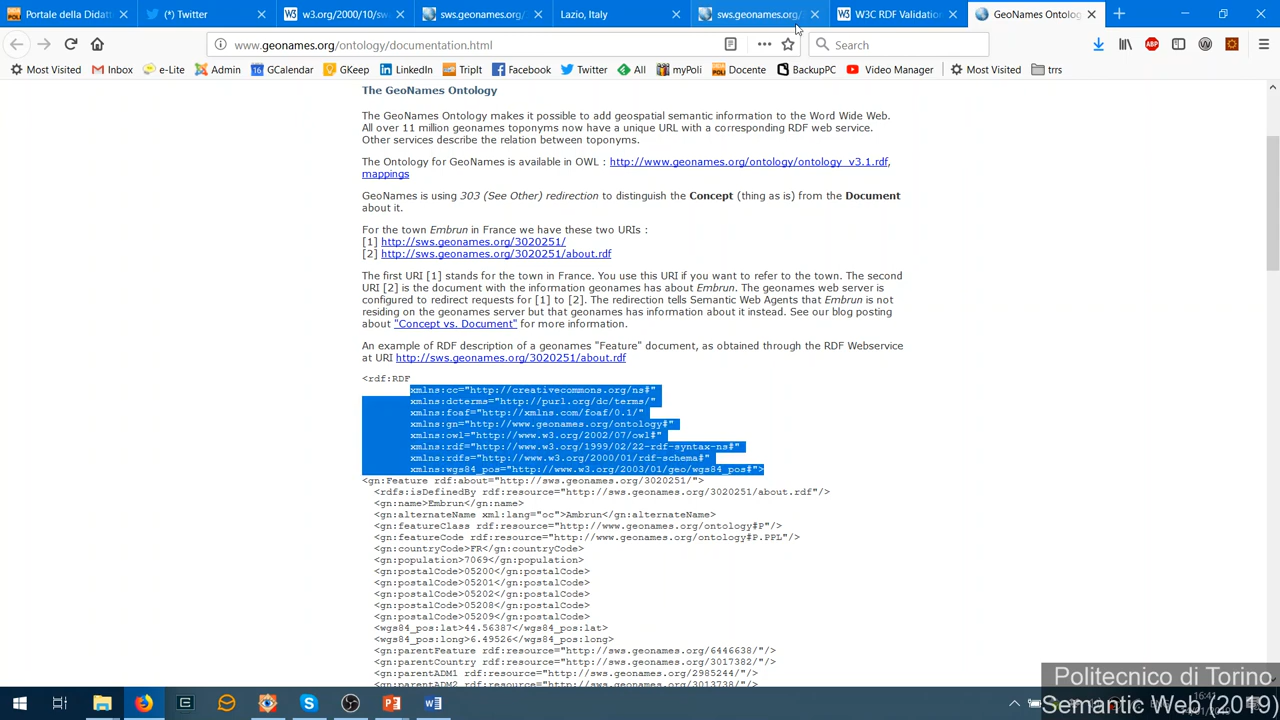 Portale della Didatt
(*) Twitter
w3.org/2000/10/sw
sws.geonames.org/
Lazio, Italy
sws.geonames.org/
W3C RDF Validation
GeoNames Ontolog
www.geonames.org/ontology/documentation.html
Search
Most Visited
Inbox
e-Lite
Admin
GCalendar
GKeep
LinkedIn
TripIt
Facebook
Twitter
All
myPoli
Docente
BackupPC
Video Manager
Most Visited
trrs
The GeoNames Ontology
The GeoNames Ontology makes it possible to add geospatial semantic information to the Word Wide Web.
All over 11 million geonames toponyms now have a unique URL with a corresponding RDF web service.
Other services describe the relation between toponyms.
The Ontology for GeoNames is available in OWL : http://www.geonames.org/ontology/ontology_v3.1.rdf,
mappings
GeoNames is using 303 (See Other) redirection to distinguish the Concept (thing as is) from the Document
about it.
For the town Embrun in France we have these two URIs :
[1] http://sws.geonames.org/3020251/
[2] http://sws.geonames.org/3020251/about.rdf
The first URI [1] stands for the town in France. You use this URI if you want to refer to the town. The second
URI [2] is the document with the information geonames has about Embrun. The geonames web server is
configured to redirect requests for [1] to [2]. The redirection tells Semantic Web Agents that Embrun is not
residing on the geonames server but that geonames has information about it instead. See our blog posting
about "Concept vs. Document" for more information.
An example of RDF description of a geonames "Feature" document, as obtained through the RDF Webservice
at URI http://sws.geonames.org/3020251/about.rdf
<rdf:RDF
xmlns:cc="http://creativecommons.org/ns#"
xmlns:dcterms="http://purl.org/dc/terms/"
xmlns:foaf="http://xmlns.com/foaf/0.1/"
xmlns:gn="http://www.geonames.org/ontology#"
xmlns:owl="http://www.w3.org/2002/07/owl#"
xmlns:rdf="http://www.w3.org/1999/02/22-rdf-syntax-ns#"
xmlns:rdfs="http://www.w3.org/2000/01/rdf-schema#"
xmlns:wgs84_pos="http://www.w3.org/2003/01/geo/wgs84_pos#">
<gn:Feature rdf:about="http://sws.geonames.org/3020251/">
<rdfs:isDefinedBy rdf:resource="http://sws.geonames.org/3020251/about.rdf"/>
<gn:name>Embrun</gn:name>
<gn:alternateName xml:lang="oc">Ambrun</gn:alternateName>
<gn:featureClass rdf:resource="http://www.geonames.org/ontology#P"/>
<gn:featureCode rdf:resource="http://www.geonames.org/ontology#P.PPL"/>
<gn:countryCode>FR</gn:countryCode>
<gn:population>7069</gn:population>
<gn:postalCode>05200</gn:postalCode>
<gn:postalCode>05201</gn:postalCode>
<gn:postalCode>05202</gn:postalCode>
<gn:postalCode>05208</gn:postalCode>
<gn:postalCode>05209</gn:postalCode>
<wgs84_pos:lat>44.56387</wgs84_pos:lat>
<wgs84_pos:long>6.49526</wgs84_pos:long>
<gn:parentFeature rdf:resource="http://sws.geonames.org/6446638/"/>
<gn:parentCountry rdf:resource="http://sws.geonames.org/3017382/"/>
<gn:parentADM1 rdf:resource="http://sws.geonames.org/2985244/"/>
<gn:parentADM2 rdf:resource="http://sws.geonames.org/3013738/"/>
Politecnico di Torino
Semantic Web (2019)
16:41